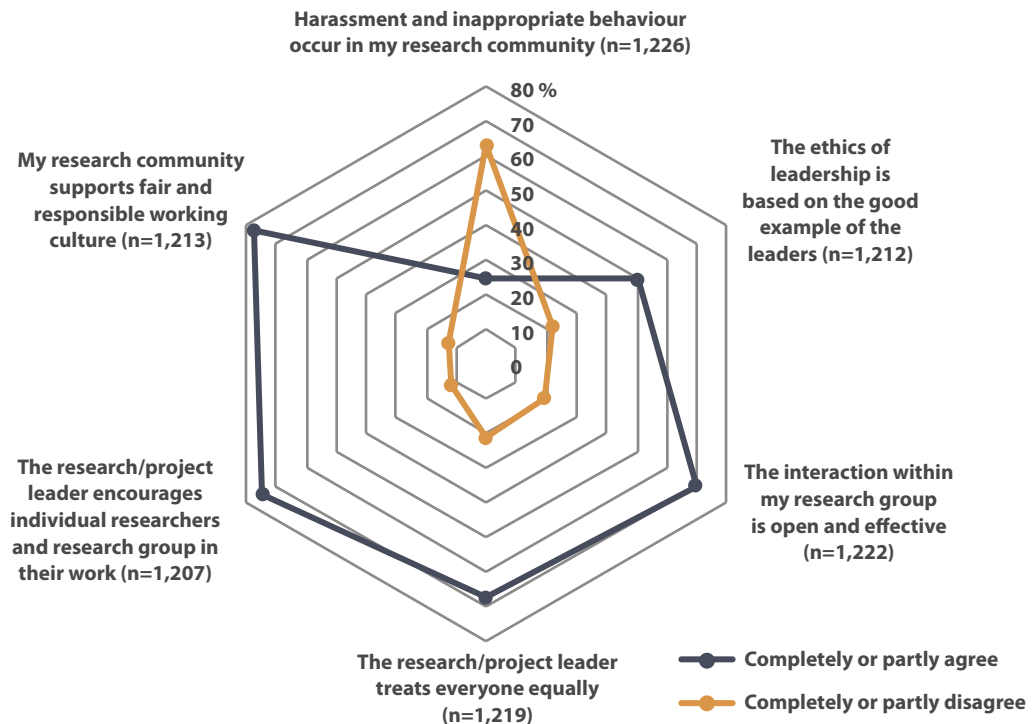 Harassment and inappropriate behaviour
occur in my research community (n=1,226)
80 %
70
60
50
40
30
20
10
0
The ethics of
leadership is
based on the good
example of the
leaders (n=1,212)
The interaction within
my research group
is open and effective
(n=1,222)
The research/project leader
treats everyone equally
(n=1,219)
The research/project
leader encourages
individual researchers
and research group in
their work (n=1,207)
My research community
supports fair and
responsible working
culture (n=1,213)
Completely or partly agree
Completely or partly disagree